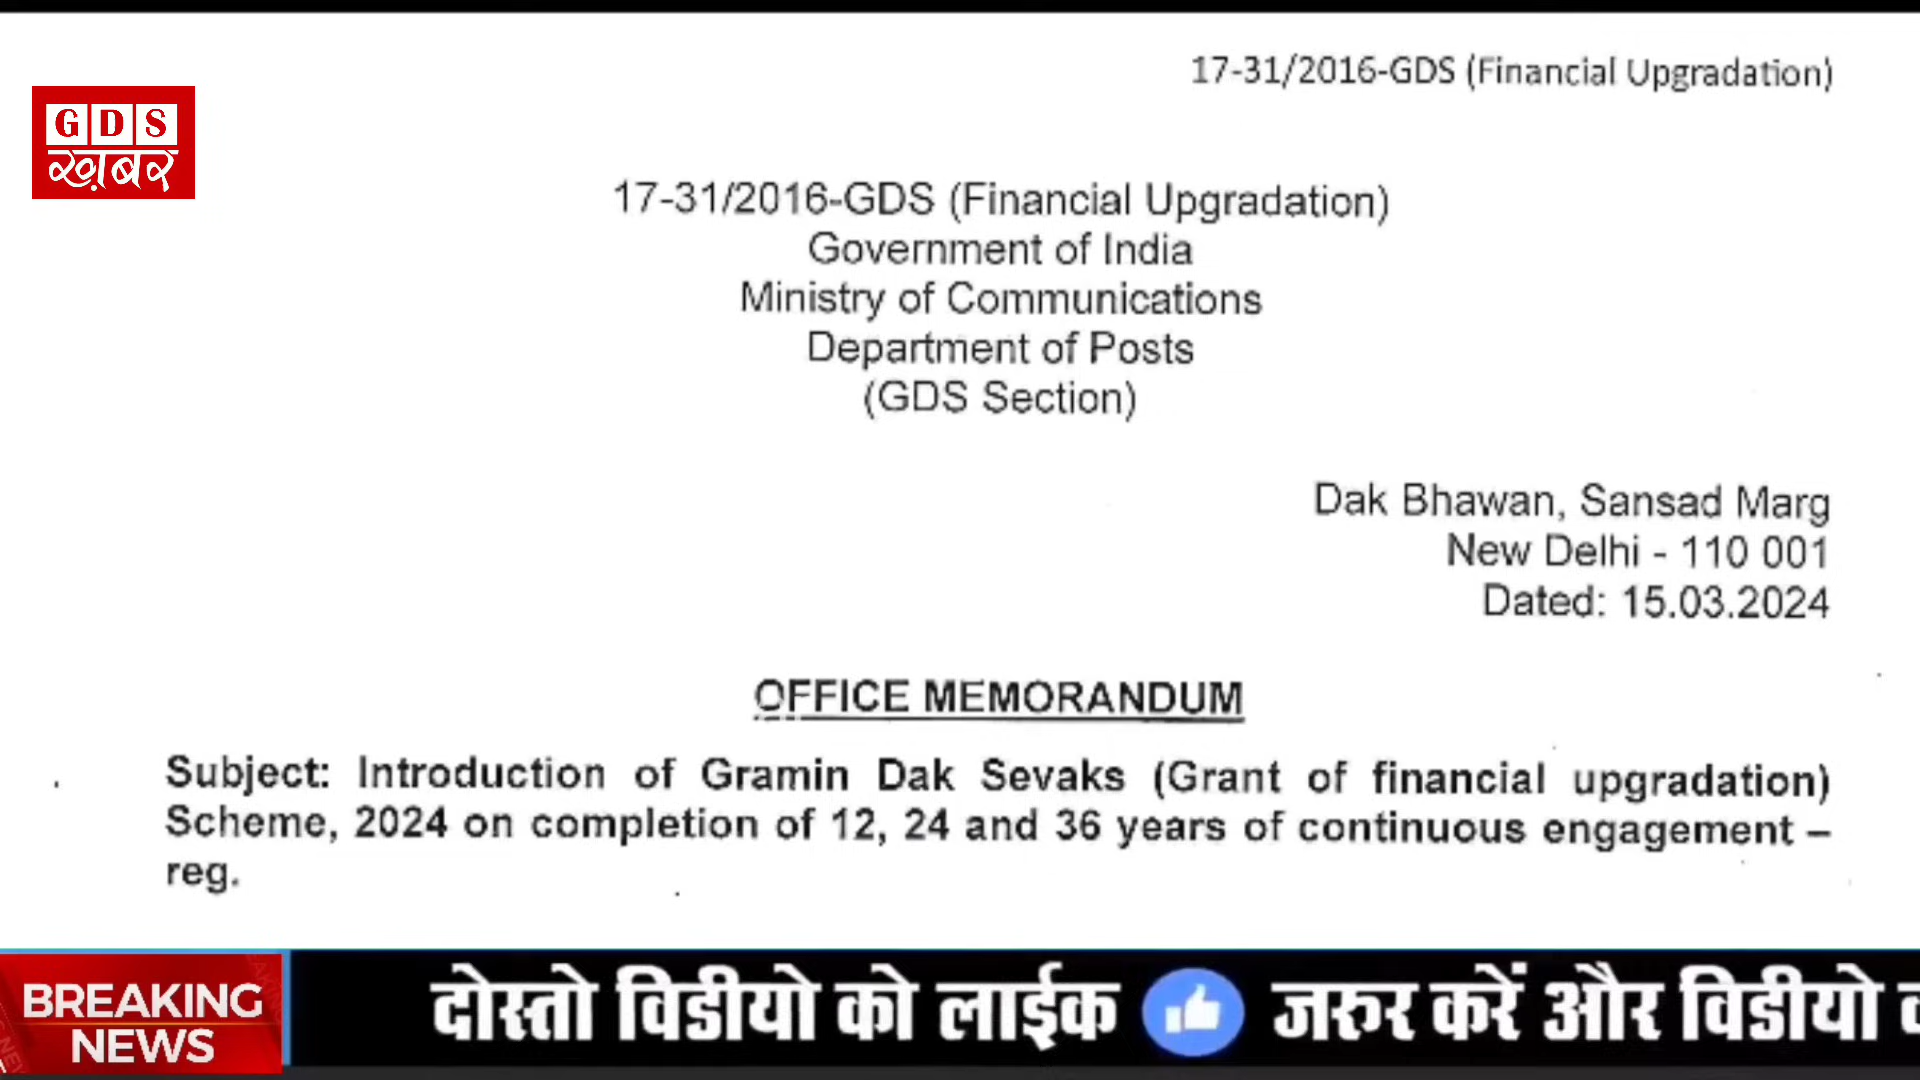 17-31/2016-GDS (Financial Upgradation)
GDS
ख़बर
17-31/2016-GDS (Financial Upgradation)
Government of India
Ministry of Communications
Department of Posts
(GDS Section)
Dak Bhawan, Sansad Marg
New Delhi - 110 001
Dated: 15.03.2024
OFFICE MEMORANDUM
Subject: Introduction of Gramin Dak Sevaks (Grant of financial upgradation)
Scheme, 2024 on completion of 12, 24 and 36 years of continuous engagement –
reg.
BREAKING
NEWS
दोस्तो विडीयो को लाईक 👍 जरुर करें और विडीयो